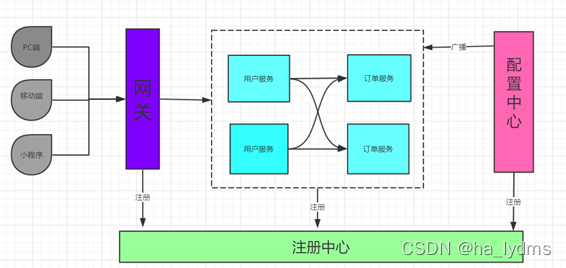 PC端
移动端
小程序
网关
用户服务
用户服务
订单服务
订单服务
广播
配置中心
注册
注册
注册
注册中心
CSDN @ha_lydms